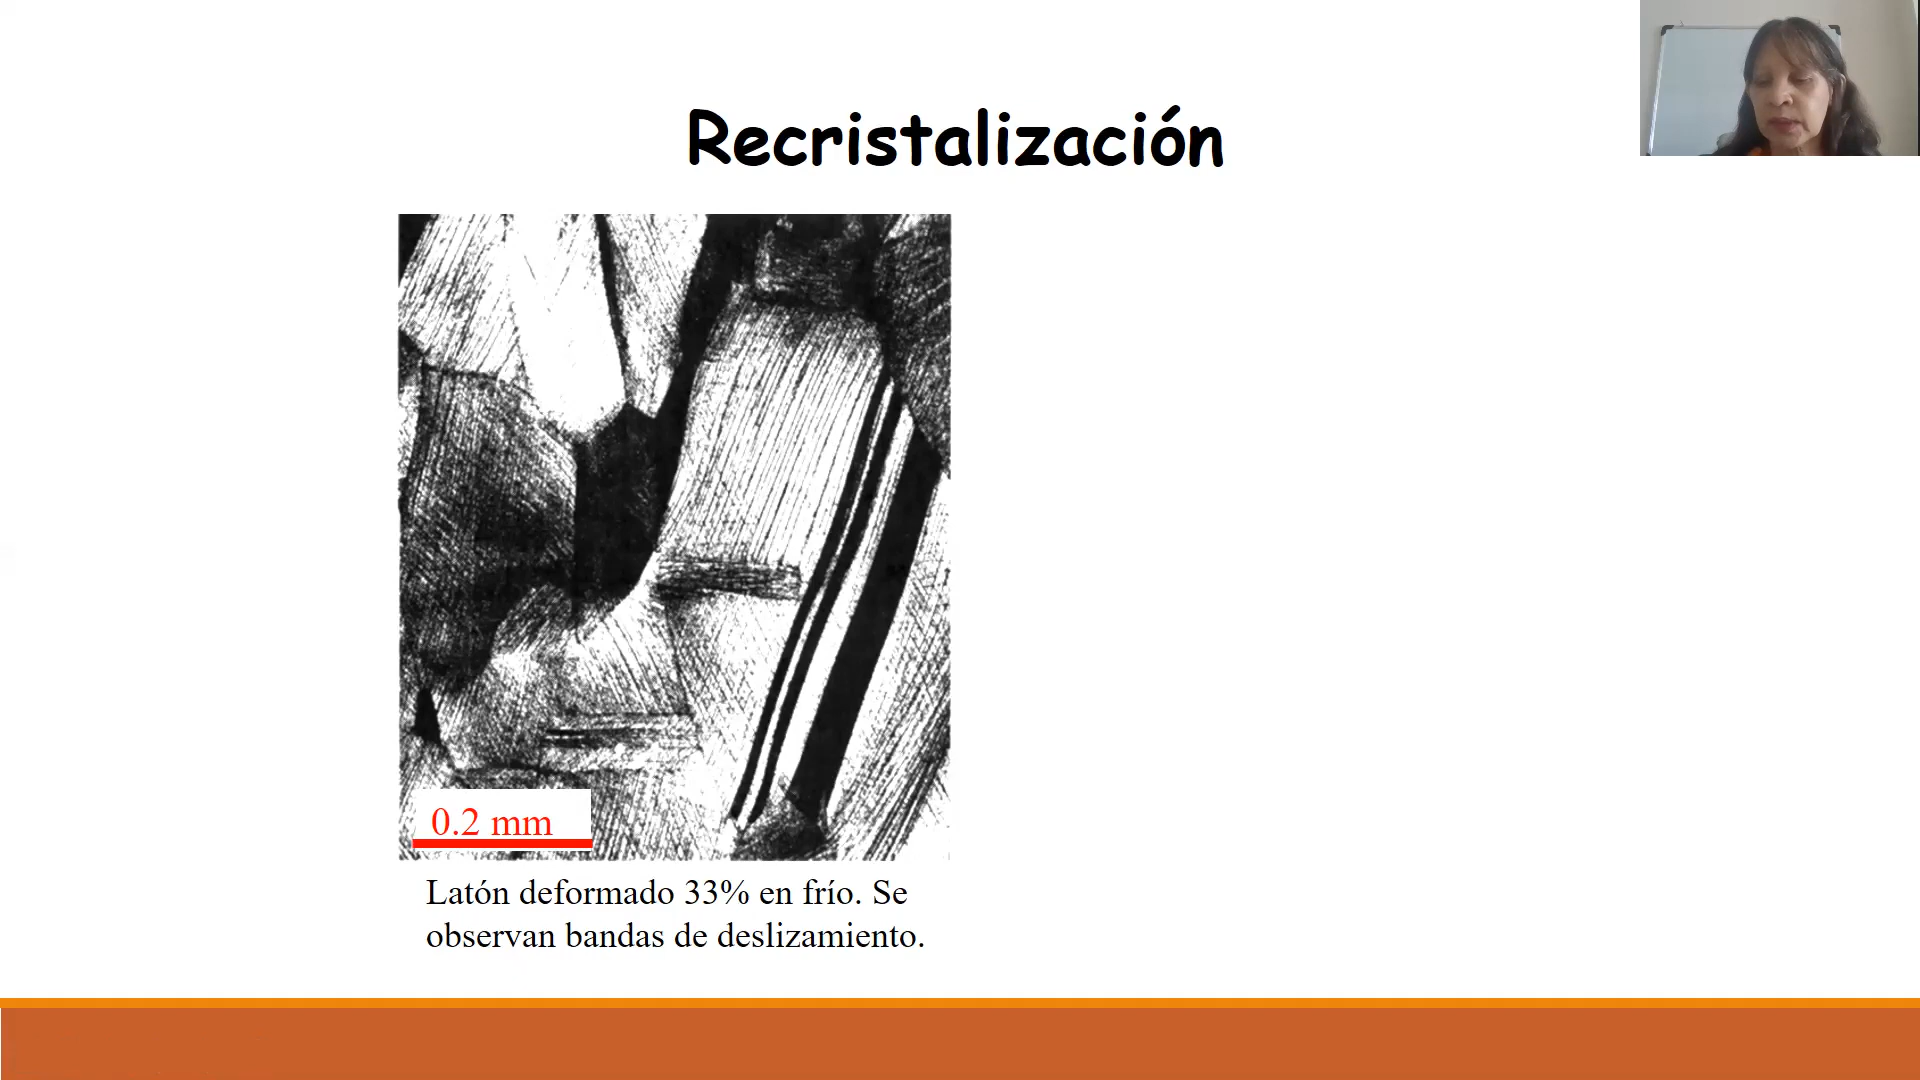 Recristalización
0.2 mm
Latón deformado 33% en frío. Se
observan bandas de deslizamiento.